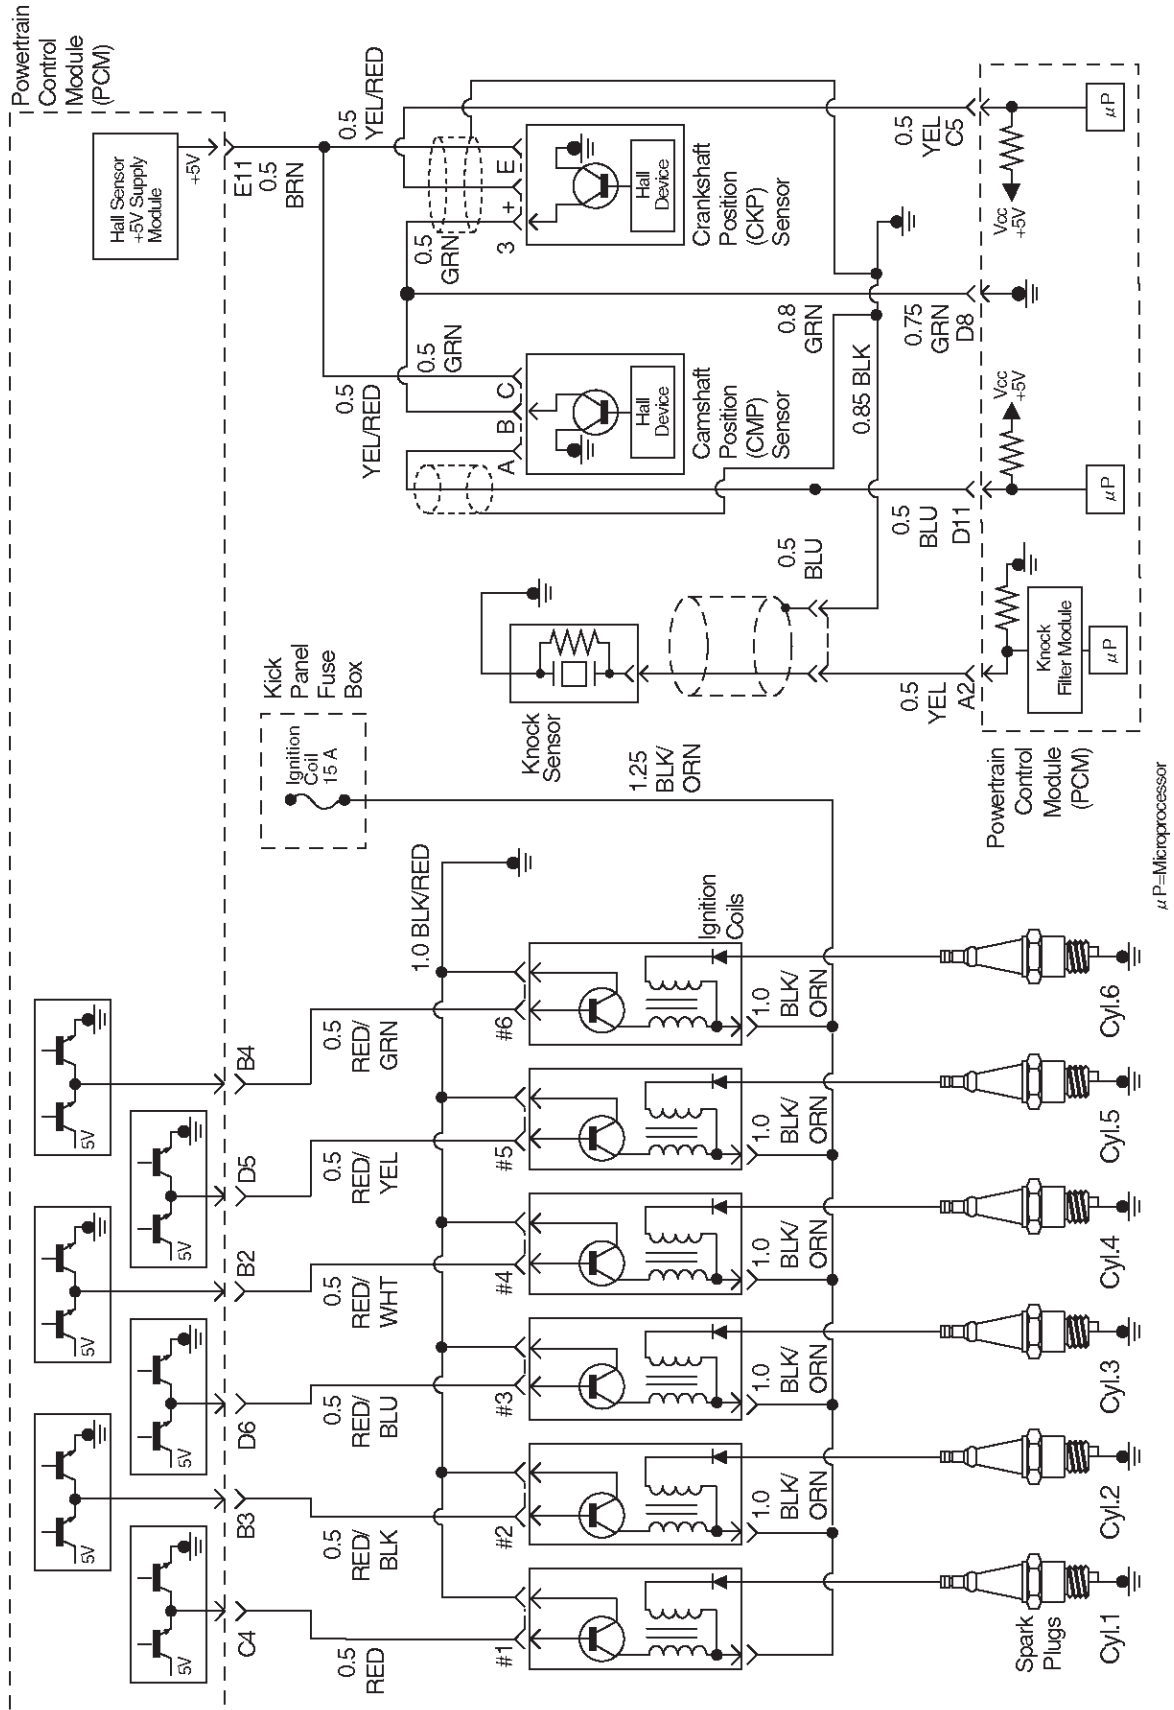 Powertrain
Control
Module
(PCM)
Hall Sensor
+5V Supply
Module
+5V
E11
0.5
BRN
5V
5V
5V
5V
5V
5V
C4
B3
D6
B2
D5
B4
0.5
RED
0.5
RED/
BLK
0.5
RED/
BLU
0.5
RED/
WHT
0.5
RED/
YEL
0.5
RED/
GRN
1.0 BLK/RED
Kick
Panel
Fuse
Box
Ignition
Coil
15 A
#1
#2
#3
#4
#5
#6
Ignition
Coils
1.0
BLK/
ORN
1.0
BLK/
ORN
1.0
BLK/
ORN
1.0
BLK/
ORN
1.0
BLK/
ORN
1.25
BLK/
ORN
Spark
Plugs
Cyl.1
Cyl.2
Cyl.3
Cyl.4
Cyl.5
Cyl.6
Knock
Sensor
0.5
YEL/RED
0.5
GRN
0.5
GRN
0.5
YEL/RED
A
B
C
3
+
E
Hall
Device
Hall
Device
Camshaft
Position
(CMP)
Sensor
Crankshaft
Position
(CKP)
Sensor
0.5
BLU
0.8
GRN
0.85 BLK
0.5
YEL
A2
0.5
BLU
D11
0.75
GRN
D8
0.5
YEL
C5
Vcc
+5V
Vcc
+5V
Knock
Filter Module
μP
μP
μP
Powertrain
Control
Module
(PCM)
μP=Microprocessor